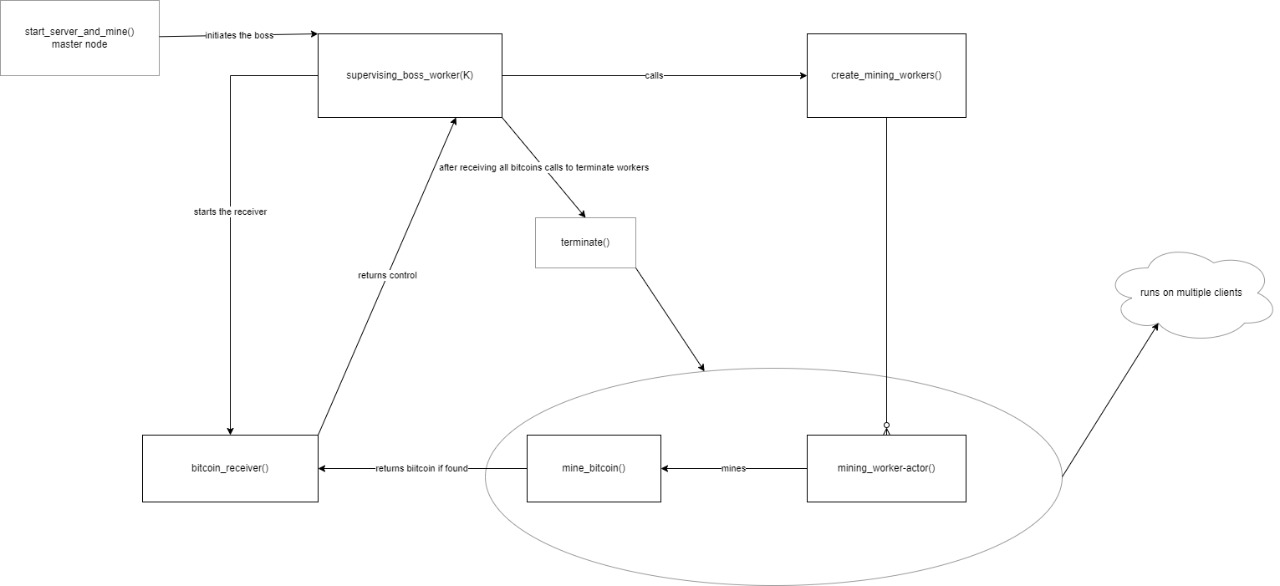 start_server_and_mine()
master node
initiates the boss
supervising_boss_worker(K)
calls
create_mining_workers()
after receiving all bitcoins calls to terminate workers
starts the receiver
terminate()
returns control
runs on multiple clients
bitcoin_receiver()
returns bitcoin if found
mine_bitcoin()
mines
mining_worker-actor()